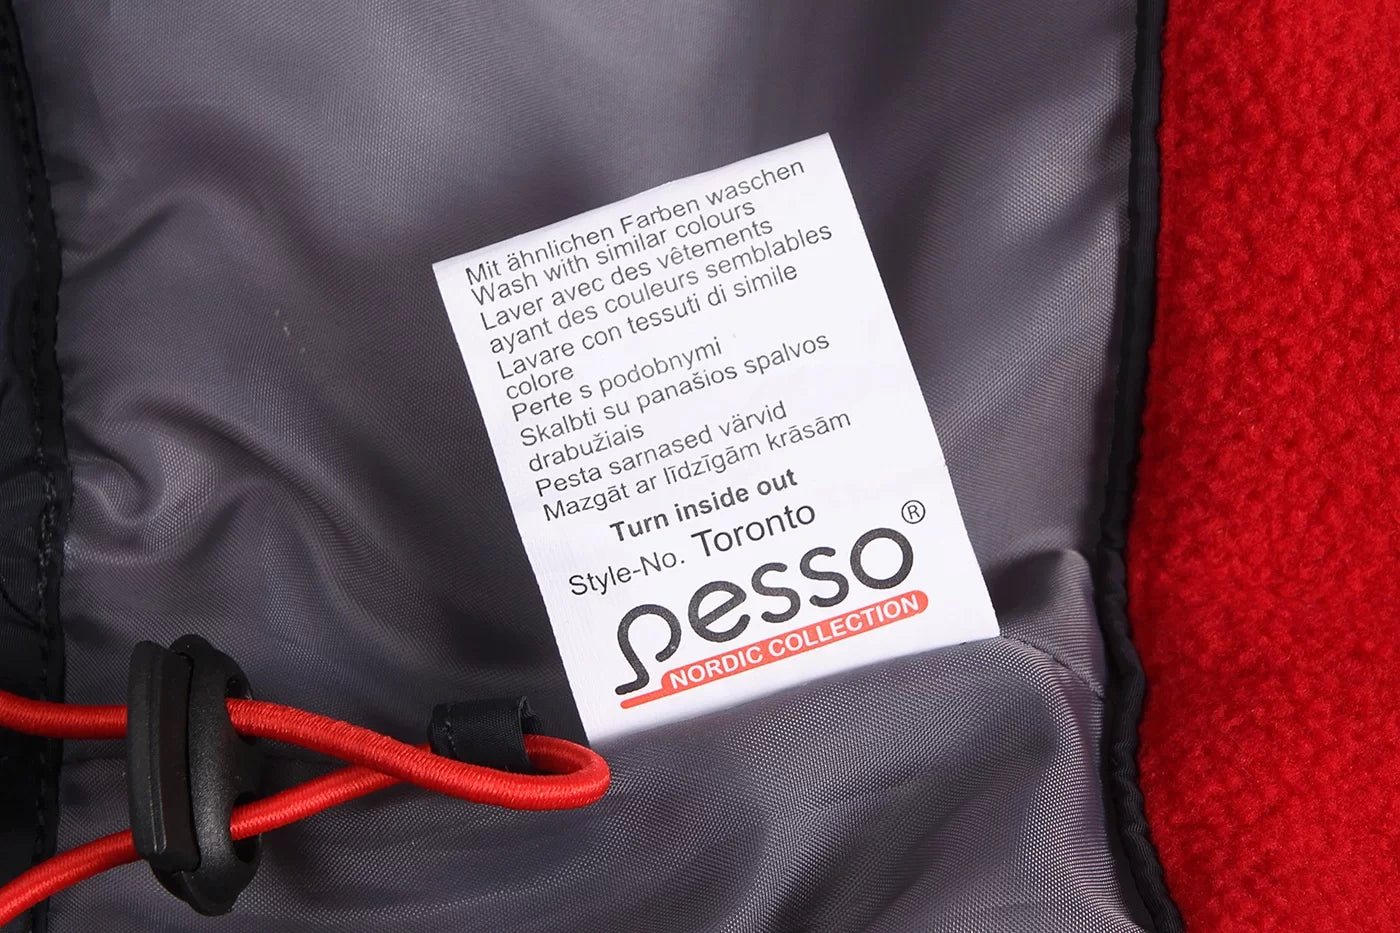 Mit ähnlichen Farben waschen
Wash with similar colours
Laver avec des vêtements
ayant des couleurs semblables
Lavare con tessuti di simile
colore
Perte s podobnymi
Skalbti su panašios spalvos
drabužiais
Pesta sarnased värvid
Mazgāt ar līdzīgām krāsām
Turn inside out
Style-No. Toronto
pesso®
NORDIC COLLECTION